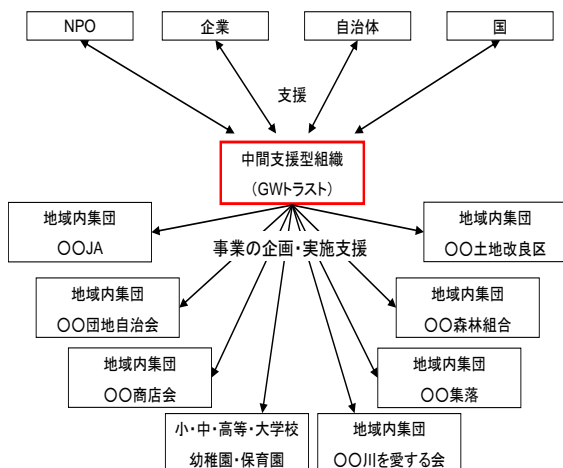 NPO
企業
自治体
国
支援
中間支援型組織
（GWトラスト）
地域内集団
〇〇JA
地域内集団
〇〇土地改良区
事業の企画・実施支援
地域内集団
〇〇団地自治会
地域内集団
〇〇森林組合
地域内集団
〇〇商店会
地域内集団
〇〇集落
小・中・高等・大学校
幼稚園・保育園
地域内集団
〇〇川を愛する会